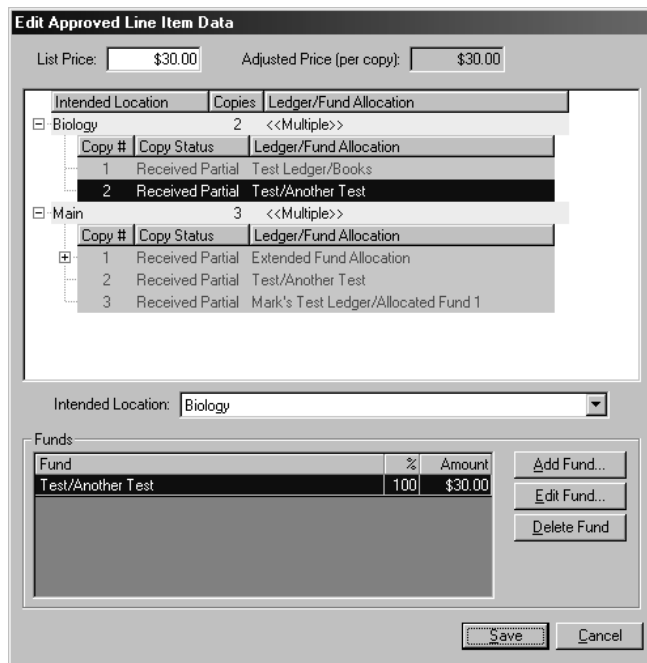 Edit Approved Line Item Data
List Price: $30.00 Adjusted Price (per copy): $30.00
Intended Location Copies Ledger/Fund Allocation
Biology 2 <<Multiple>>
Copy # Copy Status Ledger/Fund Allocation
1 Received Partial Test Ledger/Books
2 Received Partial Test/Another Test
Main 3 <<Multiple>>
Copy # Copy Status Ledger/Fund Allocation
1 Received Partial Extended Fund Allocation
2 Received Partial Test/Another Test
3 Received Partial Mark's Test Ledger/Allocated Fund 1
Intended Location: Biology
Funds
Fund % Amount
Test/Another Test 100 $30.00
Add Fund...
Edit Fund...
Delete Fund
Save Cancel